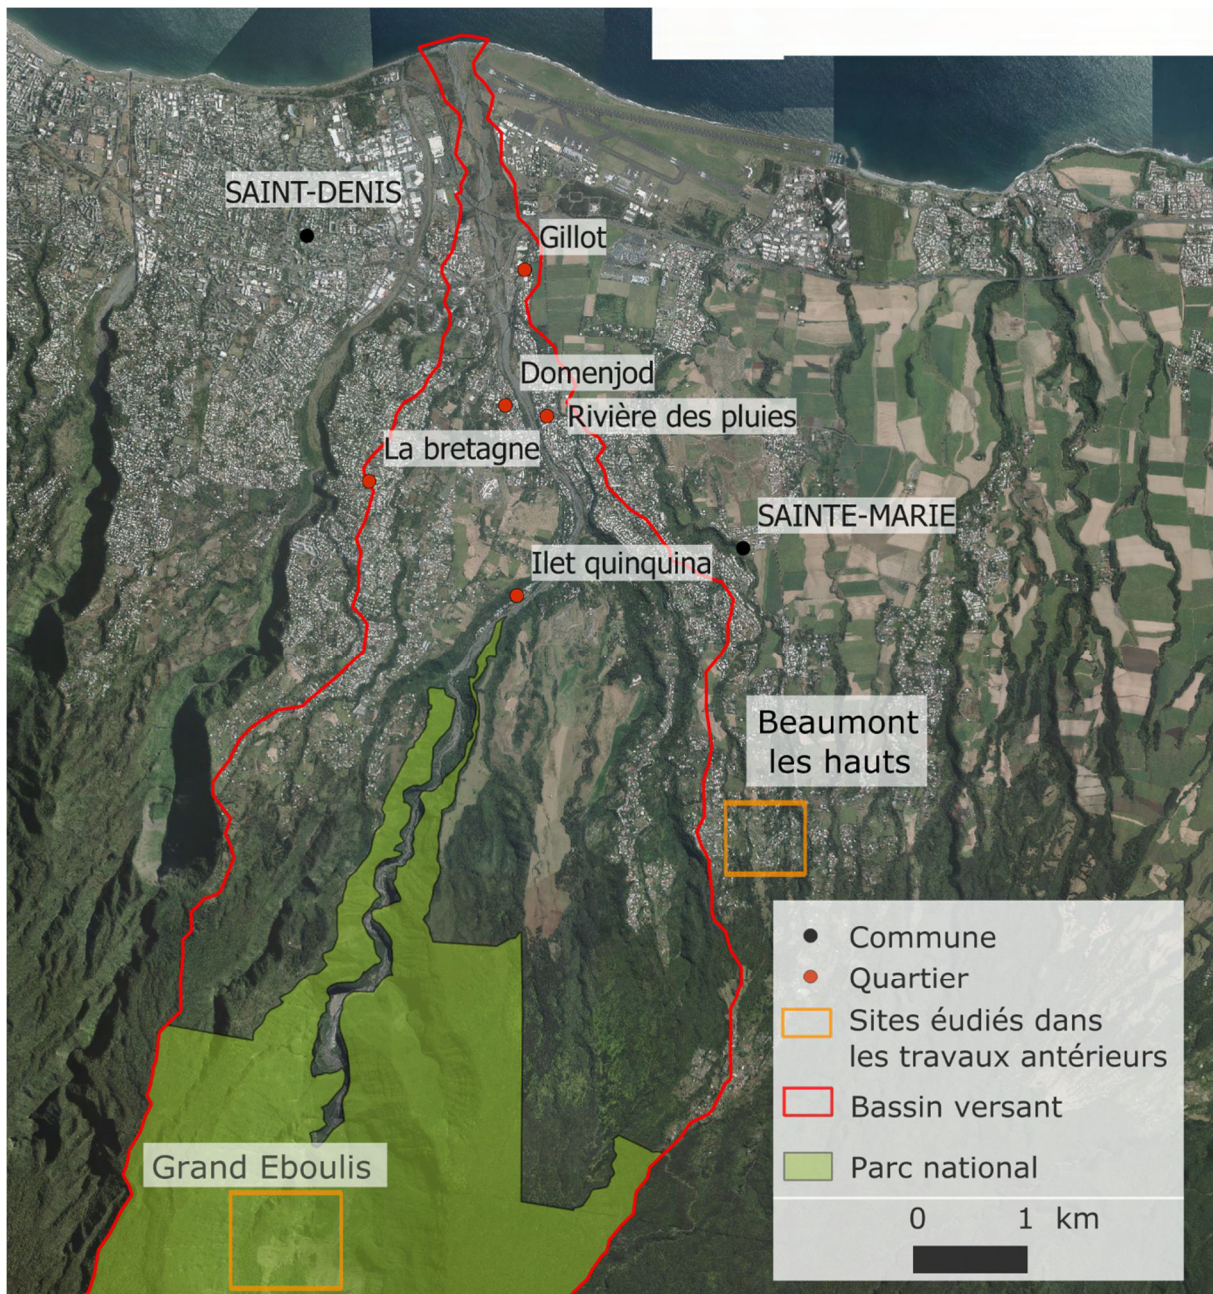 SAINT-DENIS
Gillot
Domenjod
Rivière des pluies
La bretagne
SAINTE-MARIE
Ilet quinquina
Beaumont
les hauts
Grand Eboulis
Commune
Quartier
Sites éudiés dans
les travaux antérieurs
Bassin versant
Parc national
0 1 km